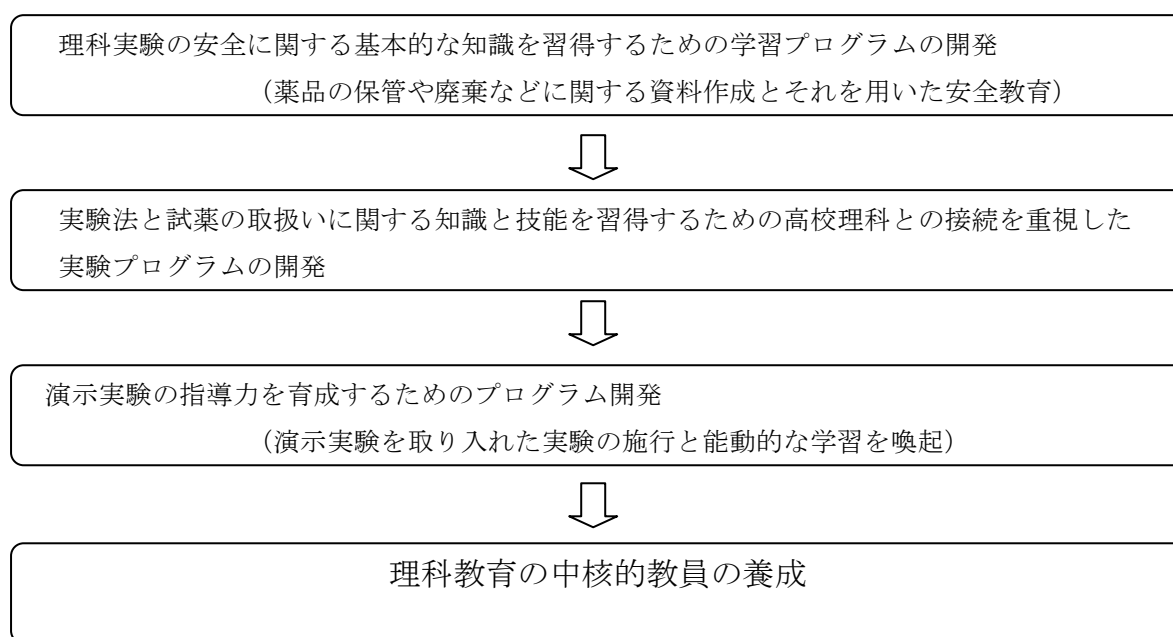 理科実験の安全に関する基本的な知識を習得するための学習プログラムの開発
（薬品の保管や廃棄などに関する資料作成とそれを用いた安全教育）
実験法と試薬の取扱いに関する知識と技能を習得するための高校理科との接続を重視した
実験プログラムの開発
演示実験の指導力を育成するためのプログラム開発
（演示実験を取り入れた実験の施行と能動的な学習を喚起）
理科教育の中核的教員の養成